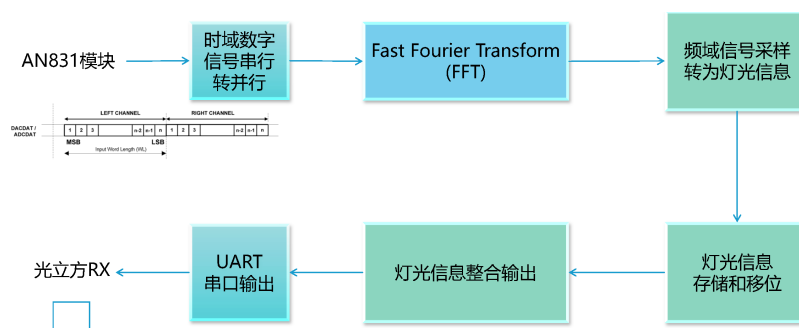 AN831模块
时域数字
信号串行
转并行
Fast Fourier Transform
(FFT)
频域信号采样
转为灯光信息
LEFT CHANNEL
RIGHT CHANNEL
DACDAT /
ADCDAT
1 2 3 n-2 n-1 n 1 2 3 n-2 n-1 n
MSB
LSB
Input Word Length (WL)
光立方RX
UART
串口输出
灯光信息整合输出
灯光信息
存储和移位